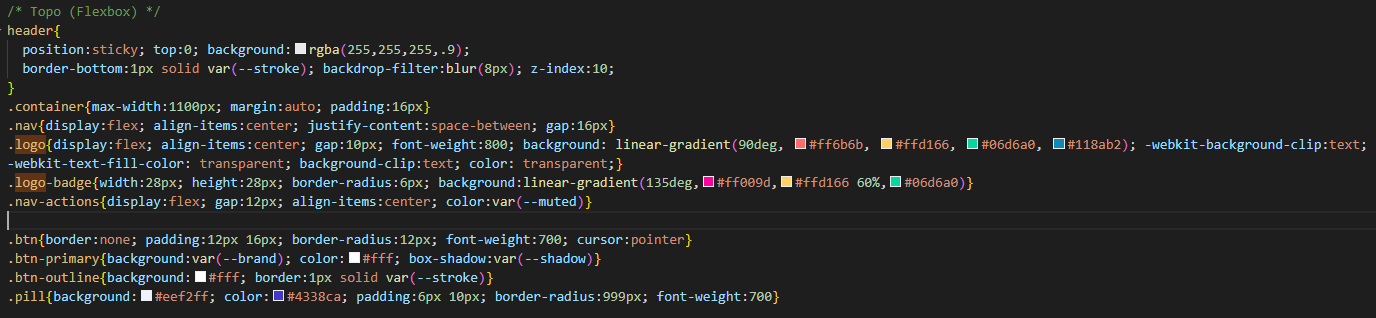 /* Topo (Flexbox) */
header{
position:sticky; top:0; background:rgba(255,255,255,.9);
border-bottom:1px solid var(--stroke); backdrop-filter:blur(8px); z-index:10;
}
.container{max-width:1100px; margin:auto; padding:16px}
.nav{display:flex; align-items:center; justify-content:space-between; gap:16px}
.logo{display:flex; align-items:center; gap:10px; font-weight:800; background: linear-gradient(90deg, #ff6b6b, #ffd166, #06d6a0, #118ab2); -webkit-background-clip:text;
-webkit-text-fill-color: transparent; background-clip:text; color: transparent;}
.logo-badge{width:28px; height:28px; border-radius:6px; background:linear-gradient(135deg,#ff009d,#ffd166 60%,#06d6a0)}
.nav-actions{display:flex; gap:12px; align-items:center; color:var(--muted)}
.btn{border:none; padding:12px 16px; border-radius:12px; font-weight:700; cursor:pointer}
.btn-primary{background:var(--brand); color:#fff; box-shadow:var(--shadow)}
.btn-outline{background:#fff; border:1px solid var(--stroke)}
.pill{background:#eef2ff; color:#4338ca; padding:6px 10px; border-radius:999px; font-weight:700}